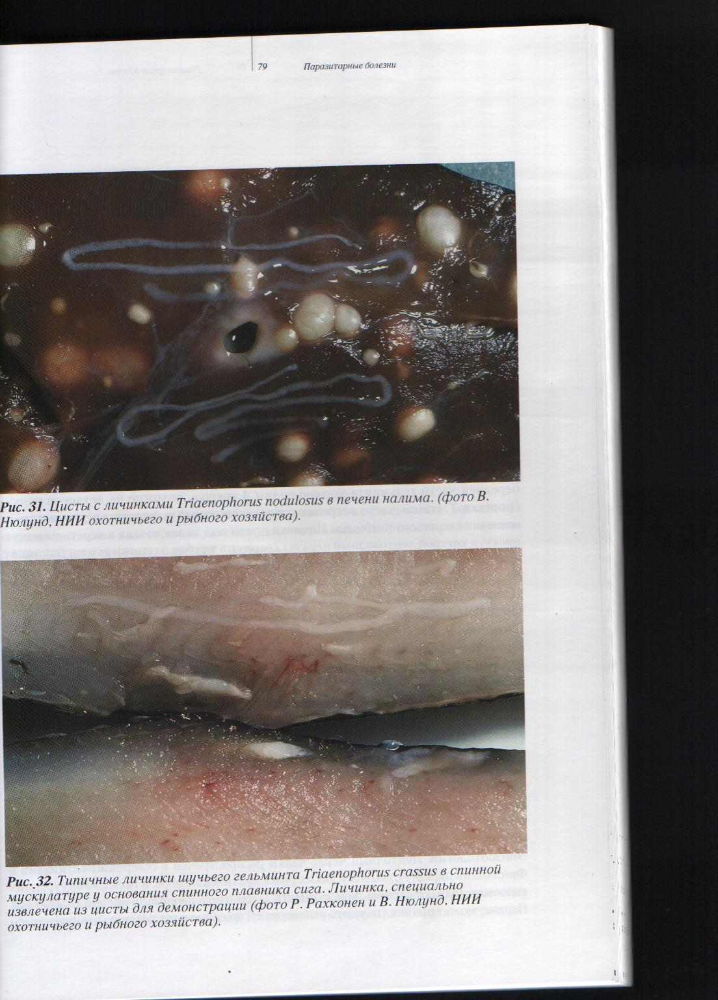 79 Паразитарные болезни
Рис. 31. Цисты с личинками Triaenophorus nodulosus в печени налима. (фото В.
Нюлунд, НИИ охотничьего и рыбного хозяйства).
Рис. 32. Типичные личинки щучьего гельминта Triaenophorus crassus в спинной
мускулатуре у основания спинного плавника сига. Личинка, специально
извлечена из цисты для демонстрации (фото Р. Рахконен и В. Нюлунд, НИИ
охотничьего и рыбного хозяйства).